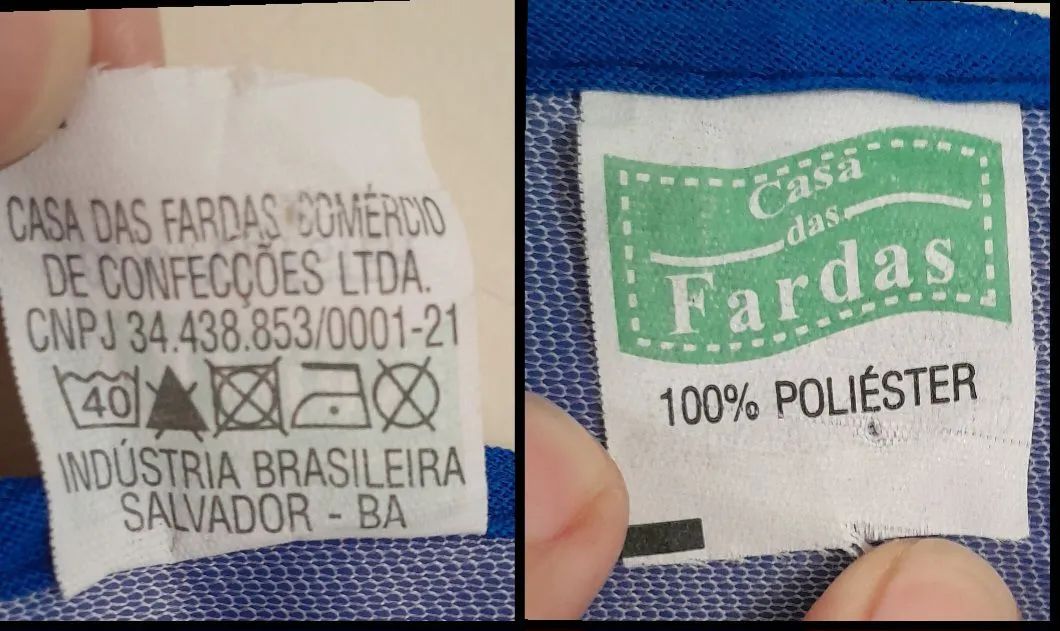 CASA DAS FARDAS COMÉRCIO
DE CONFECÇÕES LTDA.
CNPJ 34.438.853/0001-21
40
INDÚSTRIA BRASILEIRA
SALVADOR - BA
Casa
das
Fardas
100% POLIÉSTER